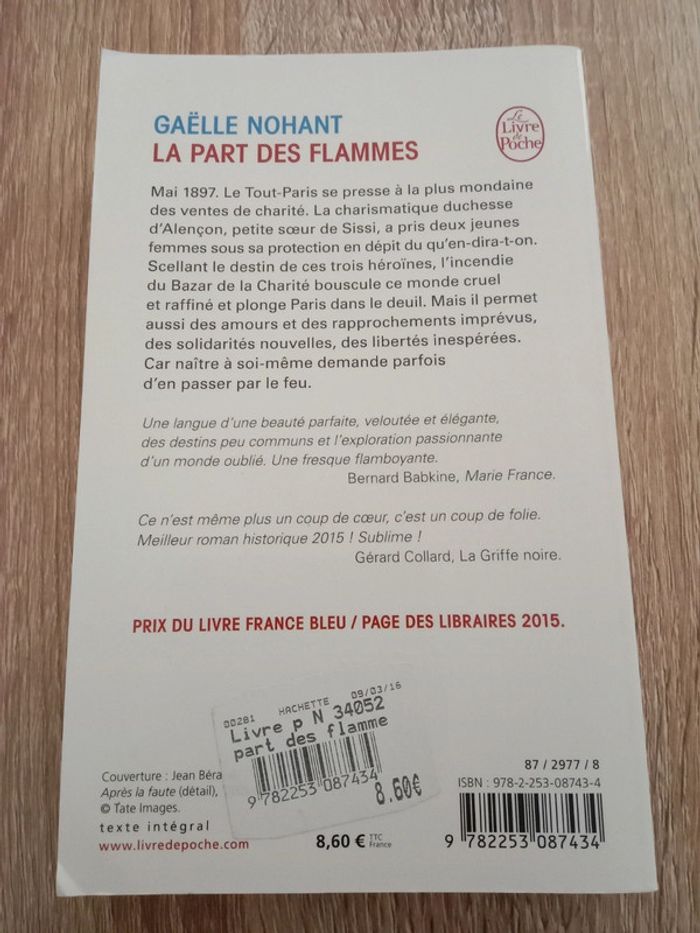 GAËLLE NOHANT
LA PART DES FLAMMES
Le
Livre
de
Poche
Mai 1897. Le Tout-Paris se presse à la plus mondaine
des ventes de charité. La charismatique duchesse
d'Alençon, petite sœur de Sissi, a pris deux jeunes
femmes sous sa protection en dépit du qu'en-dira-t-on.
Scellant le destin de ces trois héroïnes, l'incendie
du Bazar de la Charité bouscule ce monde cruel
et raffiné et plonge Paris dans le deuil. Mais il permet
aussi des amours et des rapprochements imprévus,
des solidarités nouvelles, des libertés inespérées.
Car naître à soi-même demande parfois
d'en passer par le feu.
Une langue d'une beauté parfaite, veloutée et élégante,
des destins peu communs et l'exploration passionnante
d'un monde oublié. Une fresque flamboyante.
Bernard Babkine, Marie France.
Ce n'est même plus un coup de cœur, c'est un coup de folie.
Meilleur roman historique 2015 ! Sublime !
Gérard Collard, La Griffe noire.
PRIX DU LIVRE FRANCE BLEU / PAGE DES LIBRAIRES 2015.
00281 HACHETTE 09/03/16
Livre p N 34052
part des flamme
9 782253 087434
8.60€
Couverture : Jean Béra
Après la faute (détail),
© Tate Images.
texte intégral
www.livredepoche.com
8,60 € TTC
France
87 / 2977 / 8
ISBN : 978-2-253-08743-4
9 782253 087434